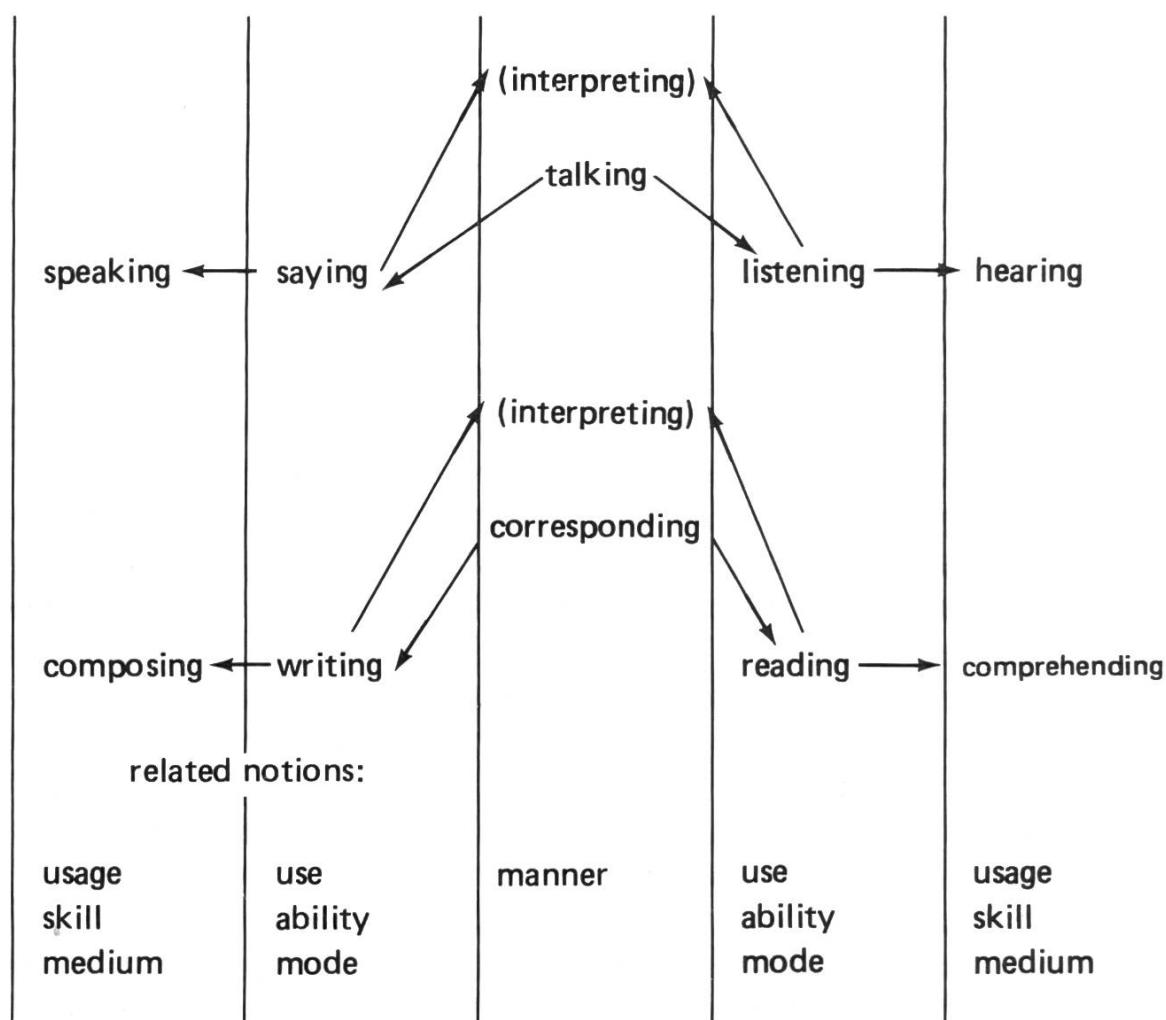 (interpreting)
talking
speaking saying listening hearing
(interpreting)
corresponding
composing writing reading comprehending
related notions:
usage use manner use usage
skill ability ability skill
medium mode mode medium